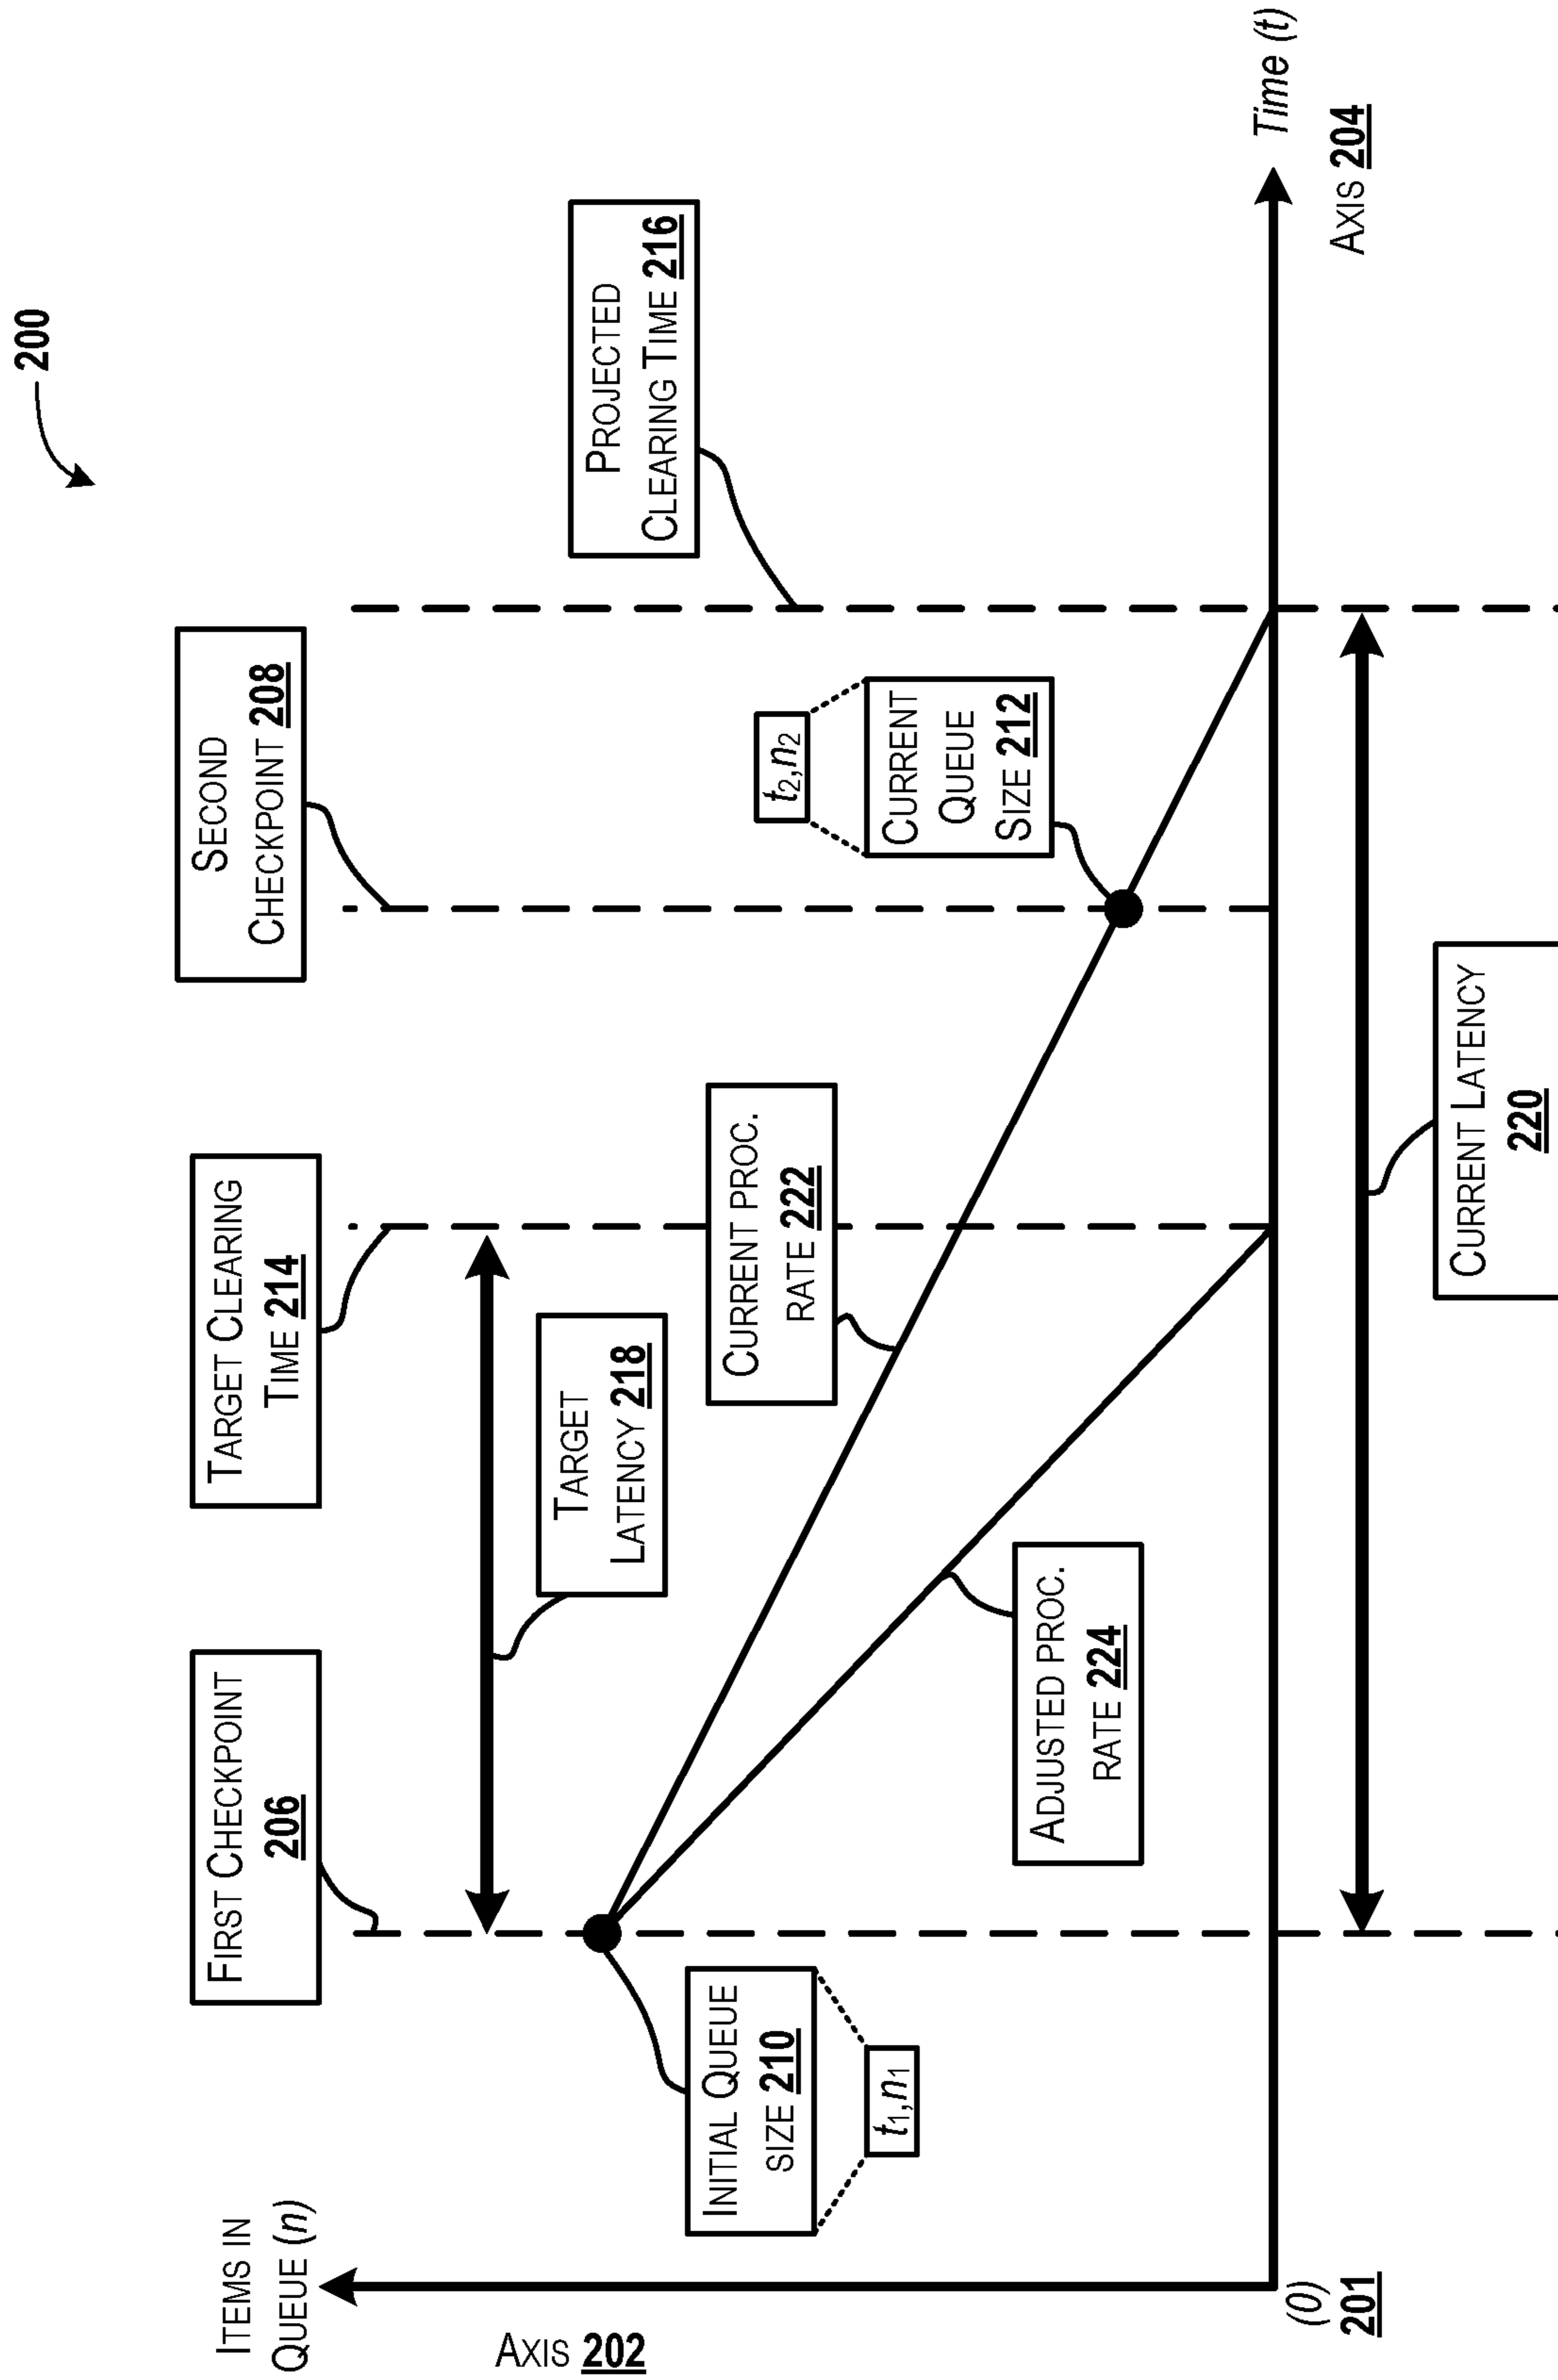 200
ITEMS IN
QUEUE (n)
AXIS 202
FIRST CHECKPOINT
206
TARGET CLEARING
TIME 214
SECOND
CHECKPOINT 208
TARGET
LATENCY 218
PROJECTED
CLEARING TIME 216
INITIAL QUEUE
SIZE 210
t1,n1
CURRENT PROC.
RATE 222
t2,n2
CURRENT
QUEUE
SIZE 212
ADJUSTED PROC.
RATE 224
(0)
201
Time (t)
AXIS 204
CURRENT LATENCY
220